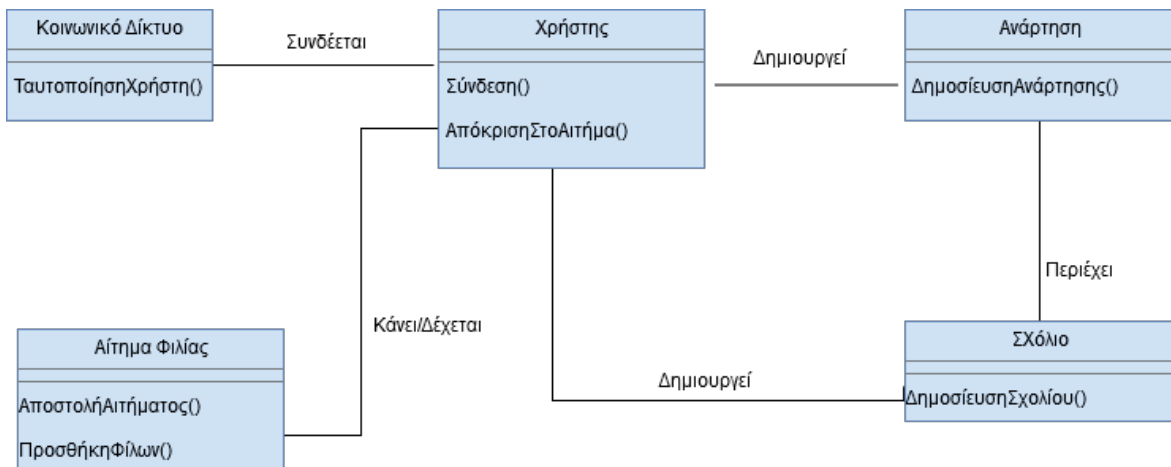 Κοινωνικό Δίκτυο
ΤαυτοποίησηΧρήστη()
Συνδέεται
Χρήστης
Σύνδεση()
ΑπόκρισηΣτοΑιτήμα()
Δημιουργεί
Ανάρτηση
ΔημοσίευσηΑνάρτησης()
Περιέχει
Κάνει/Δέχεται
Αίτημα Φιλίας
ΑποστολήΑιτήματος()
ΠροσθήκηΦίλων()
Δημιουργεί
ΣΧόλιο
ΔημοσίευσηΣχολίου()